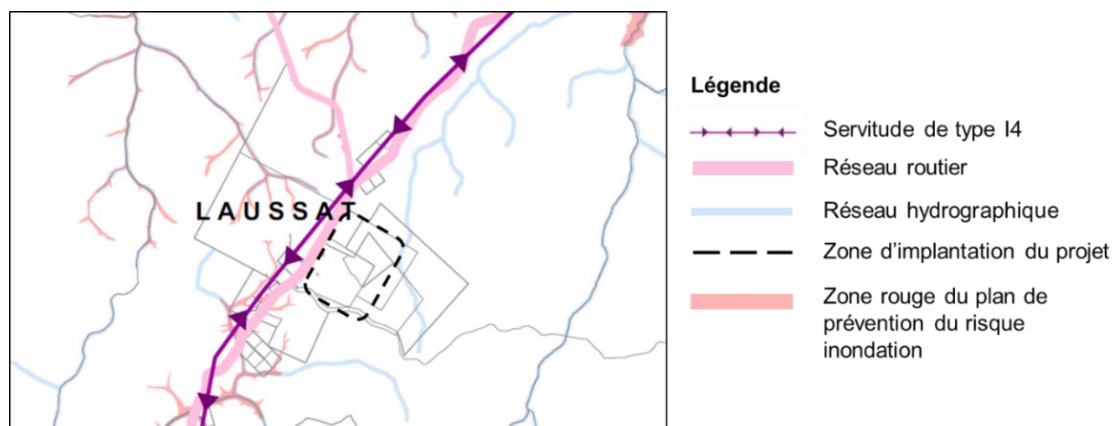 LAUSSAT
Légende
Servitude de type I4
Réseau routier
Réseau hydrographique
Zone d'implantation du projet
Zone rouge du plan de
prévention du risque
inondation